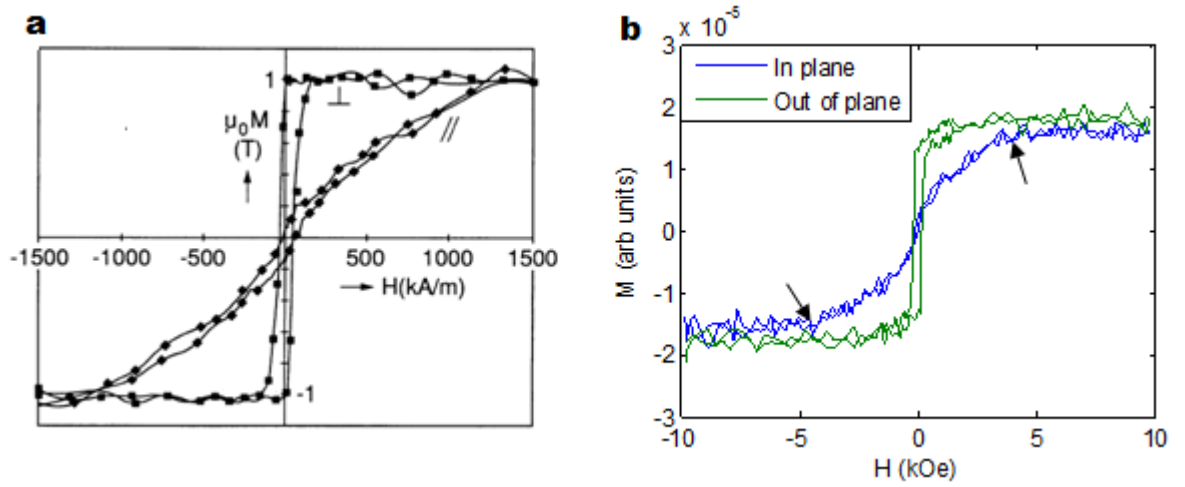 a
1
⊥
μ₀M
(T)
//
-1500 -1000 -500 500 1000 1500
H(kA/m)
-1
b
3 x 10⁻⁵
In plane
Out of plane
2
1
0
-1
-2
-3
M (arb units)
-10 -5 0 5 10
H (kOe)